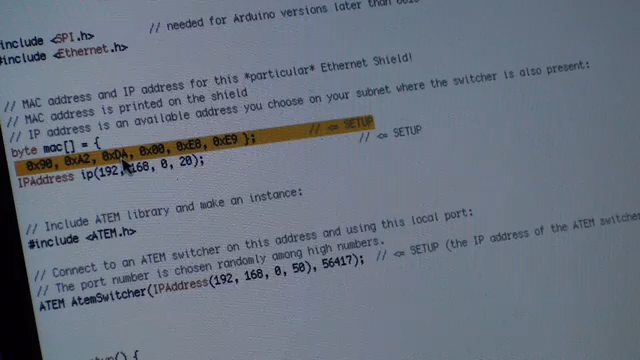 #include <SPI.h> // needed for Arduino versions later than
#include <Ethernet.h>
// MAC address and IP address for this *particular* Ethernet Shield!
// MAC address is printed on the shield
// IP address is an available address you choose on your subnet where the switcher is also present:
byte mac[] = {
0x90, 0xA2, 0xDA, 0x00, 0xE8, 0xE9 }; // <= SETUP
IPAddress ip(192, 168, 0, 20); // <= SETUP
// Include ATEM library and make an instance:
#include <ATEM.h>
// Connect to an ATEM switcher on this address and using this local port:
// The port number is chosen randomly among high numbers.
ATEM AtemSwitcher(IPAddress(192, 168, 0, 50), 56417); // <= SETUP (the IP address of the ATEM switcher